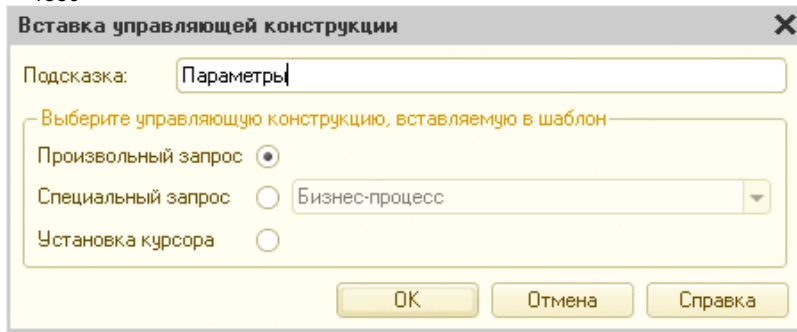 Вставка управляющей конструкции
Подсказка: Параметры
Выберите управляющую конструкцию, вставляемую в шаблон
Произвольный запрос
Специальный запрос Бизнес-процесс
Установка курсора
ОК Отмена Справка